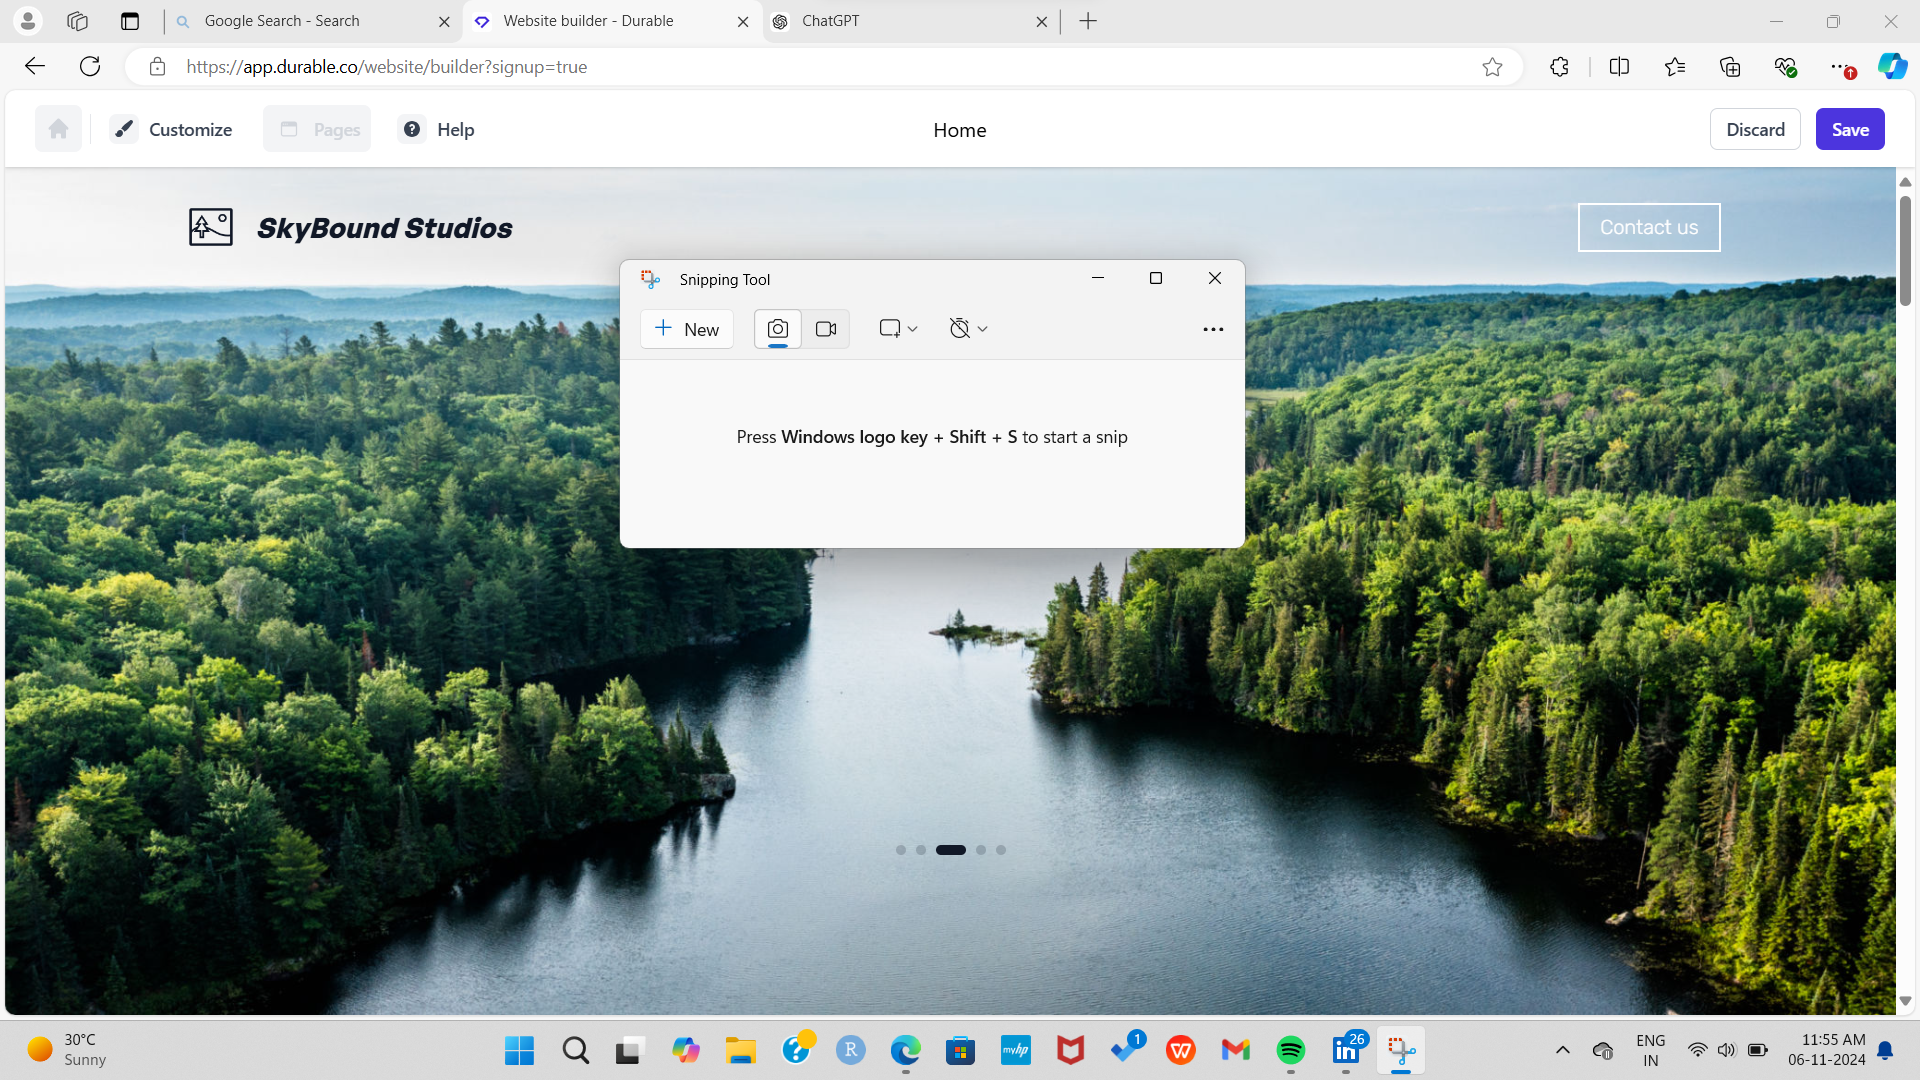 Google Search - Search
Website builder - Durable
ChatGPT
https://app.durable.co/website/builder?signup=true
Customize
Pages
Help
Home
Discard
Save
SkyBound Studios
Contact us
Snipping Tool
New
Press Windows logo key + Shift + S to start a snip
30°C
Sunny
R
myhp
1
W
26
in
ENG
IN
11:55 AM
06-11-2024